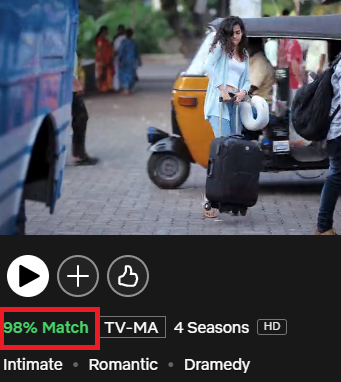 98% Match TV-MA 4 Seasons HD
Intimate • Romantic • Dramedy